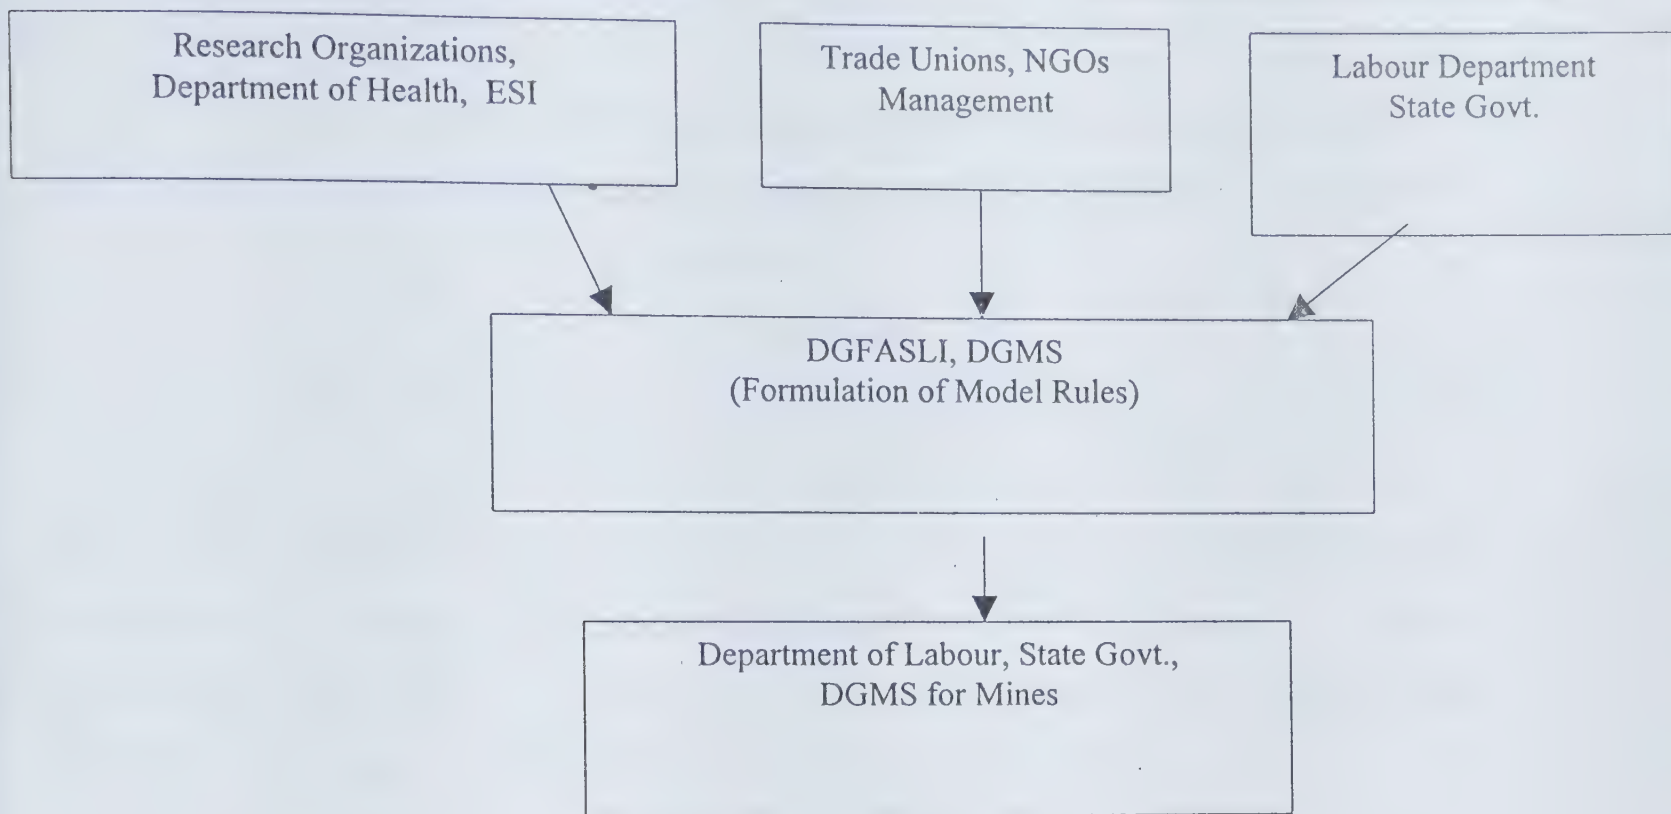 Research Organizations,
Department of Health, ESI
Trade Unions, NGOs
Management
Labour Department
State Govt.
DGFASLI, DGMS
(Formulation of Model Rules)
Department of Labour, State Govt.,
DGMS for Mines